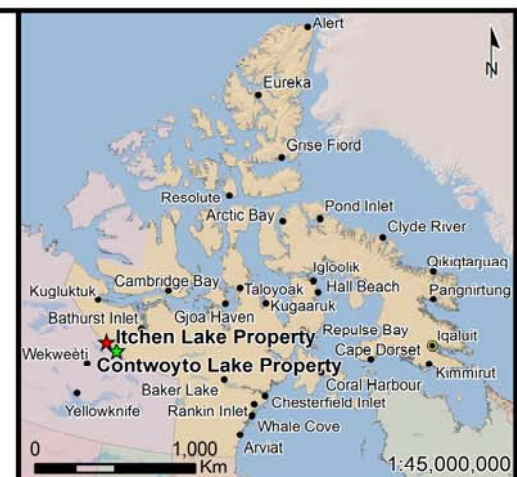 Alert
N
Eureka
Grise Fiord
Resolute
Arctic Bay
Pond Inlet
Clyde River
Igloolik
Qikiqtarjuaq
Cambridge Bay
Taloyoak
Hall Beach
Pangnirtung
Kugluktuk
Kugaaruk
Bathurst Inlet
Gjoa Haven
Repulse Bay
Iqaluit
Itchen Lake Property
Cape Dorset
Wekweèti
Contwoyto Lake Property
Kimmirut
Baker Lake
Coral Harbour
Yellowknife
Rankin Inlet
Chesterfield Inlet
Whale Cove
0 1,000
Arviat
Km
1:45,000,000